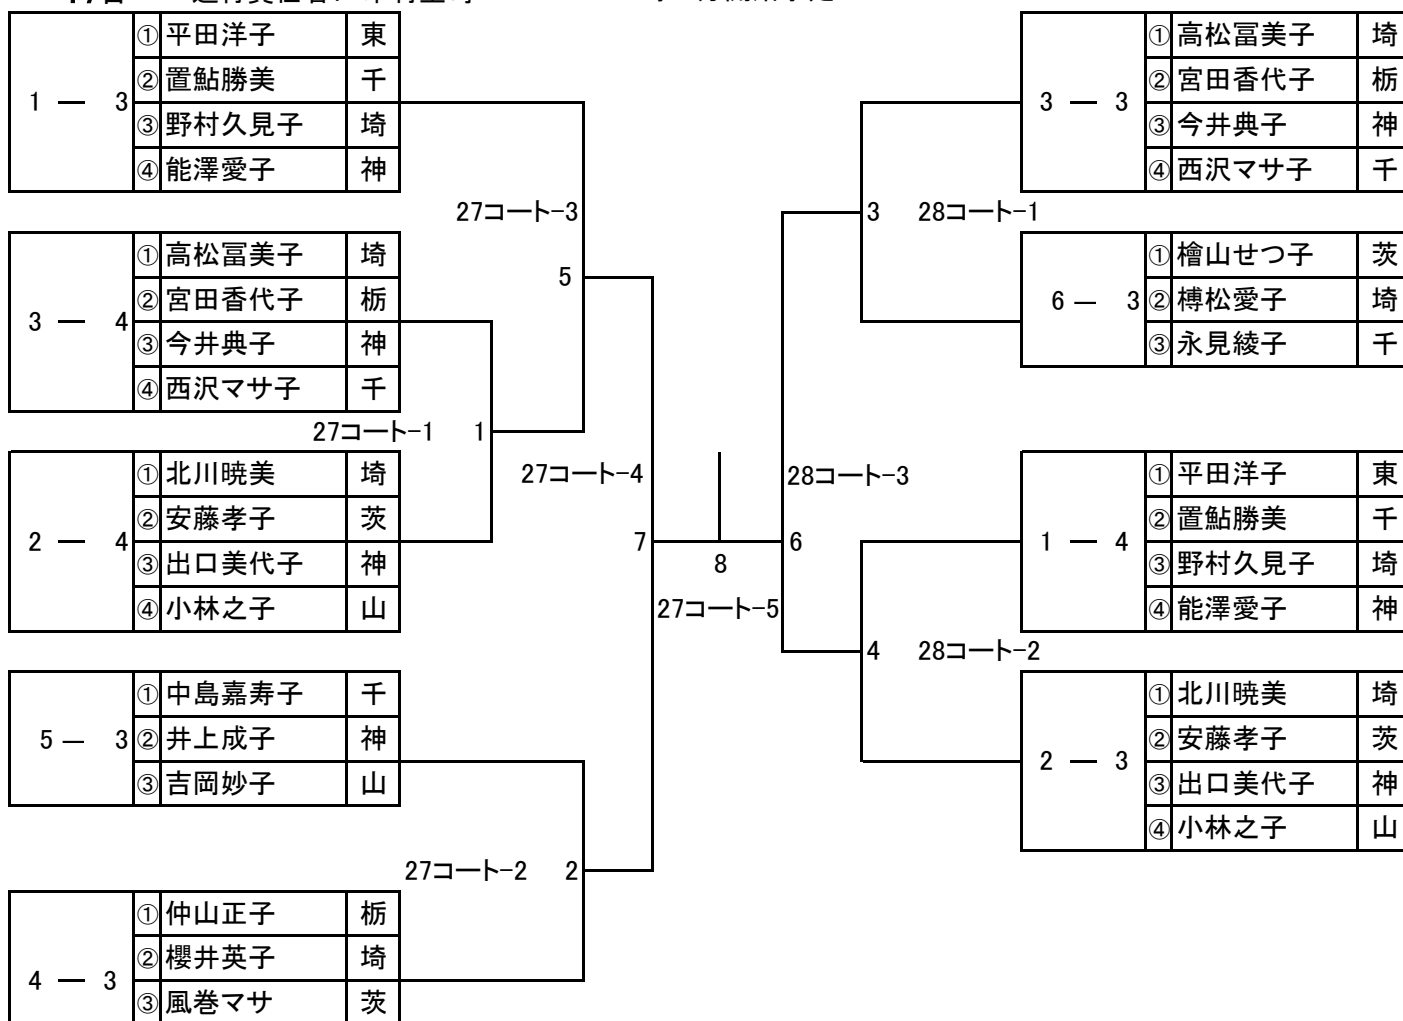 1 — 3
① 平田洋子 東
② 置鮎勝美 千
③ 野村久見子 埼
④ 能澤愛子 神
27コート-3
5
3 — 4
① 高松冨美子 埼
② 宮田香代子 栃
③ 今井典子 神
④ 西沢マサ子 千
27コート-1 1
2 — 4
① 北川暁美 埼
② 安藤孝子 茨
③ 出口美代子 神
④ 小林之子 山
27コート-4
7
5 — 3
① 中島嘉寿子 千
② 井上成子 神
③ 吉岡妙子 山
27コート-2 2
4 — 3
① 仲山正子 栃
② 櫻井英子 埼
③ 風巻マサ 茨
8
27コート-5
3 — 3
① 高松冨美子 埼
② 宮田香代子 栃
③ 今井典子 神
④ 西沢マサ子 千
3 28コート-1
6 — 3
① 檜山せつ子 茨
② 榑松愛子 埼
③ 永見綾子 千
28コート-3
6
1 — 4
① 平田洋子 東
② 置鮎勝美 千
③ 野村久見子 埼
④ 能澤愛子 神
4 28コート-2
2 — 3
① 北川暁美 埼
② 安藤孝子 茨
③ 出口美代子 神
④ 小林之子 山